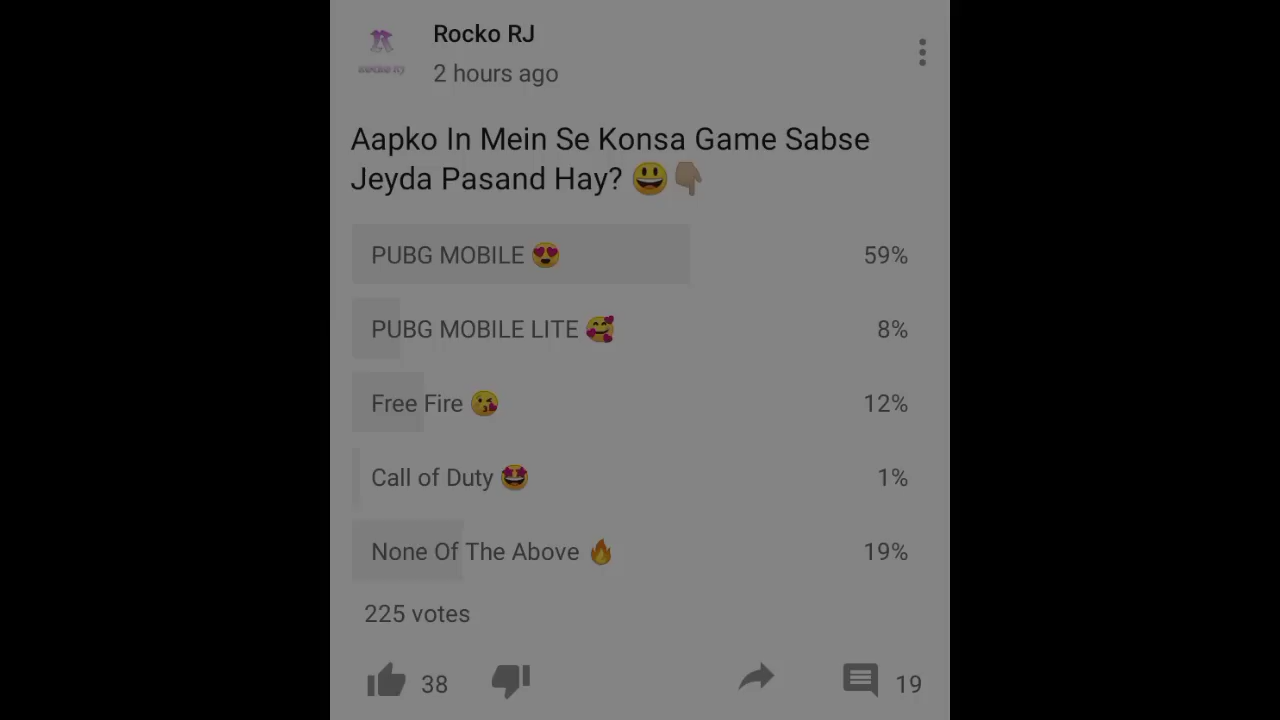 Rocko RJ
2 hours ago
Aapko In Mein Se Konsa Game Sabse
Jeyda Pasand Hay? 😃👇🏼
PUBG MOBILE 😍 59%
PUBG MOBILE LITE 🥰 8%
Free Fire 😘 12%
Call of Duty 🤩 1%
None Of The Above 🔥 19%
225 votes
38 19